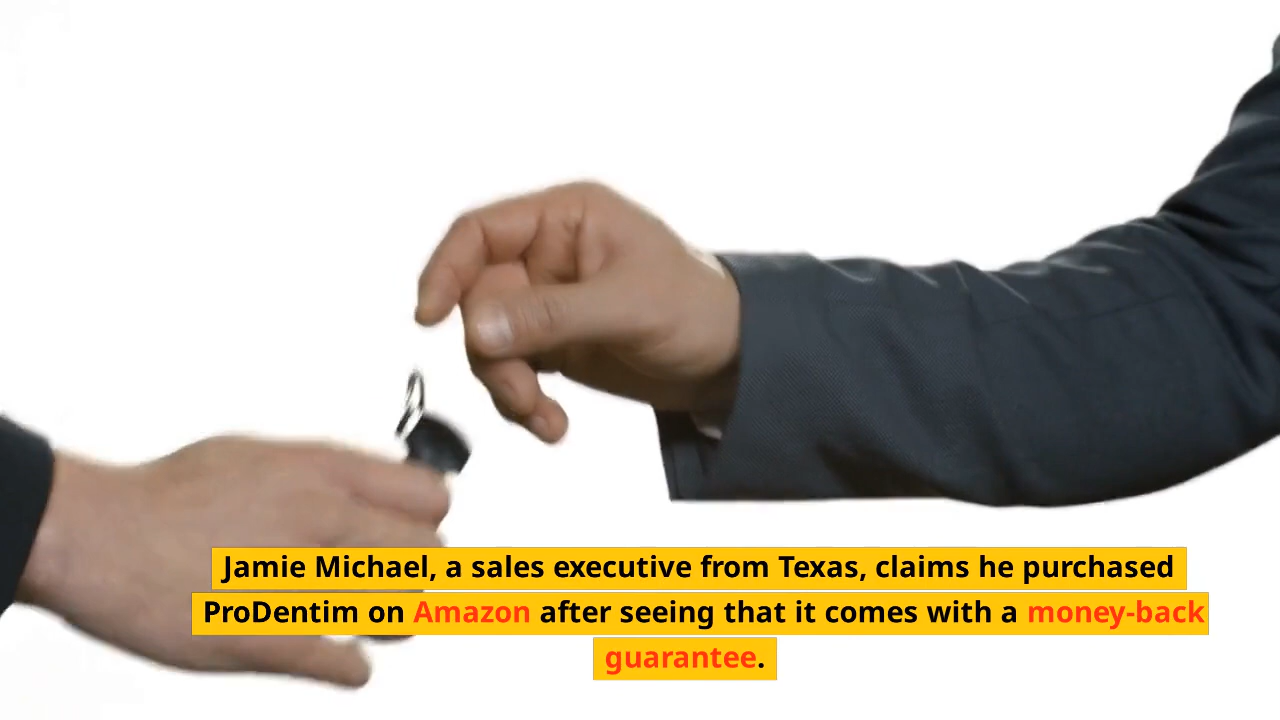 Jamie Michael, a sales executive from Texas, claims he purchased
ProDentim on Amazon after seeing that it comes with a money-back
guarantee.